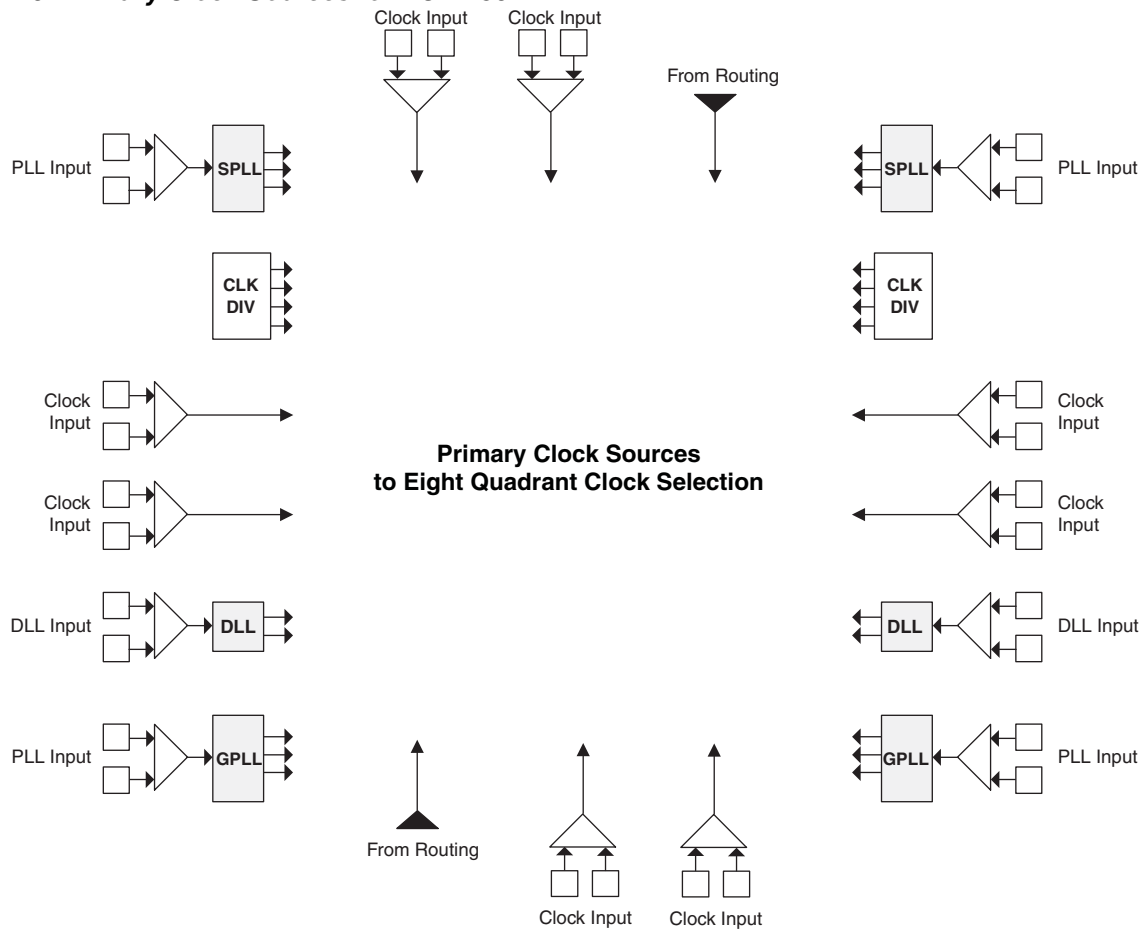 Clock Input Clock Input
From Routing
PLL Input SPLL SPLL PLL Input
CLK DIV CLK DIV
Clock Input Clock Input
Primary Clock Sources
to Eight Quadrant Clock Selection
Clock Input Clock Input
DLL Input DLL DLL DLL Input
PLL Input GPLL GPLL PLL Input
From Routing
Clock Input Clock Input